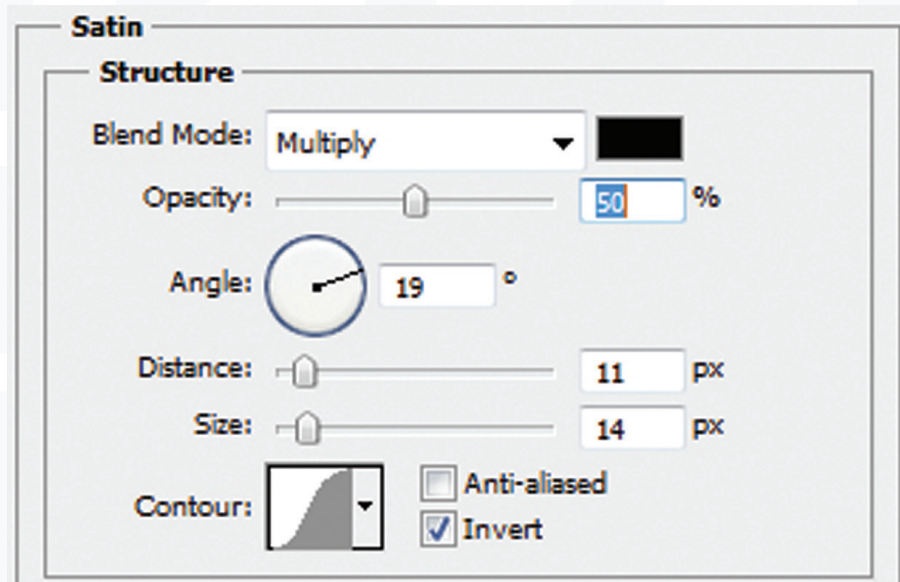 Satin
Structure
Blend Mode: Multiply
Opacity: 50 %
Angle: 19 °
Distance: 11 px
Size: 14 px
Contour: Anti-aliased
Invert